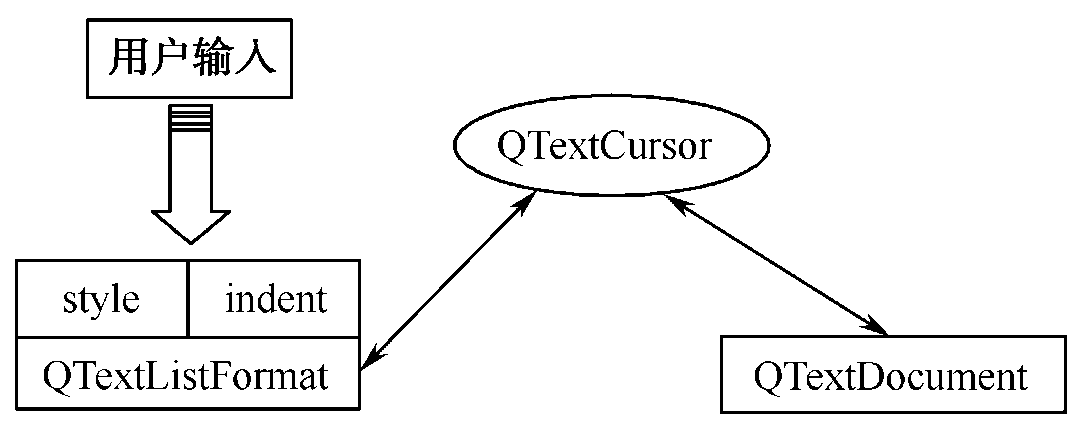 用户输入
QTextCursor
style
indent
QTextListFormat
QTextDocument